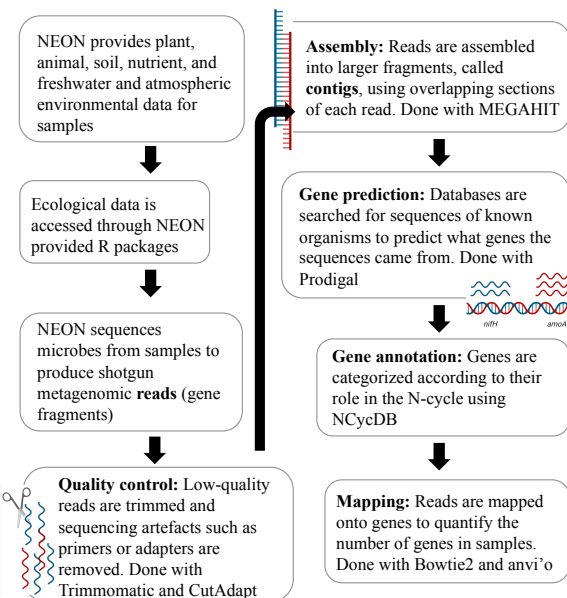 NEON provides plant,
animal, soil, nutrient, and
freshwater and atmospheric
environmental data for
samples
Ecological data is
accessed through NEON
provided R packages
NEON sequences
microbes from samples to
produce shotgun
metagenomic reads (gene
fragments)
Quality control: Low-quality
reads are trimmed and
sequencing artefacts such as
primers or adapters are
removed. Done with
Trimmomatic and CutAdapt
Assembly: Reads are assembled
into larger fragments, called
contigs, using overlapping sections
of each read. Done with MEGAHIT
Gene prediction: Databases are
searched for sequences of known
organisms to predict what genes the
sequences came from. Done with
Prodigal
nifH amoA
Gene annotation: Genes are
categorized according to their
role in the N-cycle using
NCycDB
Mapping: Reads are mapped
onto genes to quantify the
number of genes in samples.
Done with Bowtie2 and anvi’o